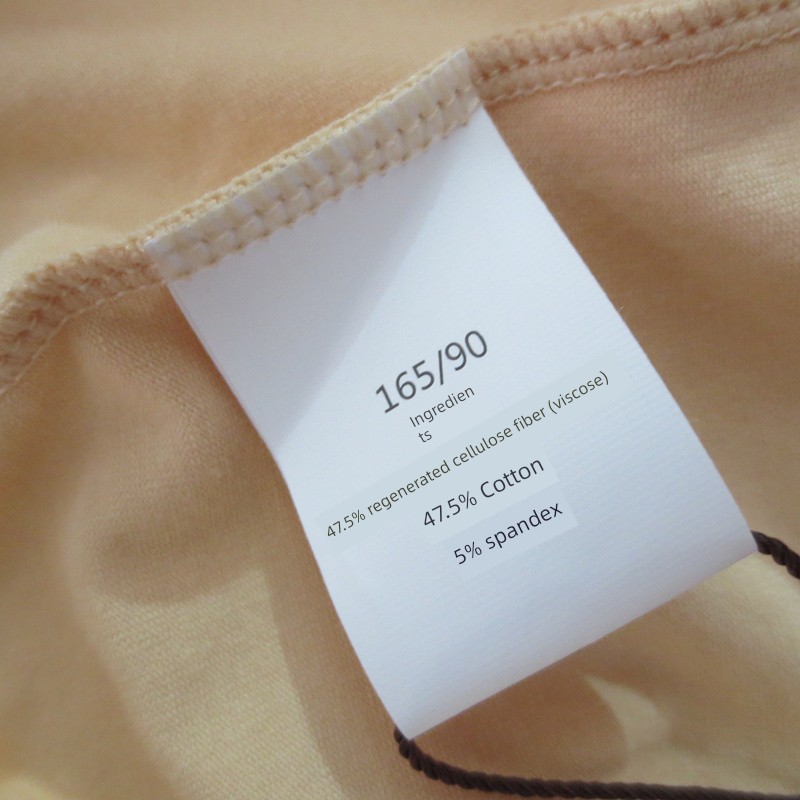 165/90
Ingredien
ts
47.5% regenerated cellulose fiber (viscose)
47.5% Cotton
5% spandex